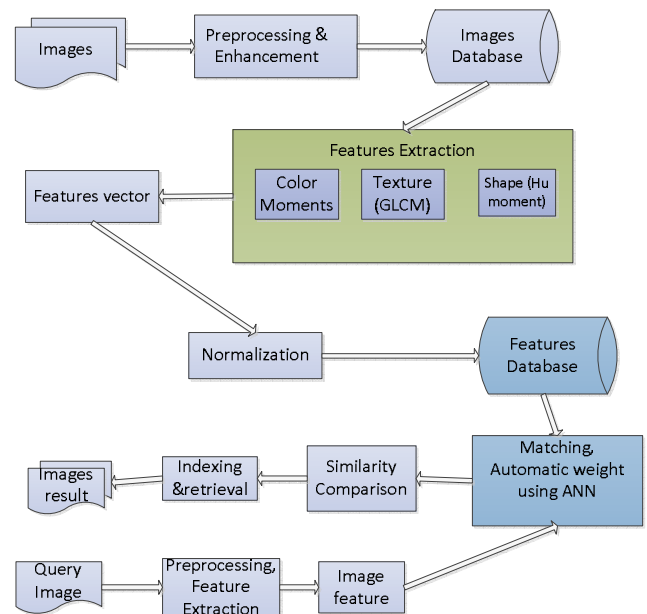 Images
Preprocessing &
Enhancement
Images
Database
Features Extraction
Color
Moments
Texture
(GLCM)
Shape (Hu
moment)
Features vector
Normalization
Features
Database
Matching,
Automatic weight
using ANN
Similarity
Comparison
Indexing
&retrieval
Images
result
Query
Image
Preprocessing,
Feature
Extraction
Image
feature